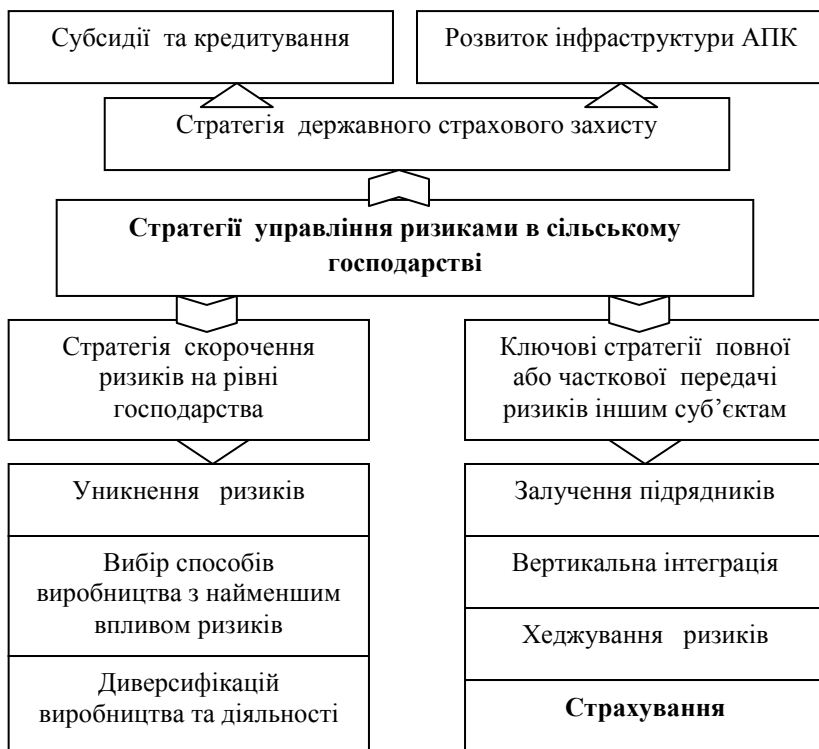 Субсидії та кредитування
Розвиток інфраструктури АПК
Стратегія державного страхового захисту
Стратегії управління ризиками в сільському
господарстві
Стратегія скорочення
ризиків на рівні
господарства
Ключові стратегії повної
або часткової передачі
ризиків іншим суб’єктам
Уникнення ризиків
Вибір способів
виробництва з найменшим
впливом ризиків
Диверсифікацій
виробництва та діяльності
Залучення підрядників
Вертикальна інтеграція
Хеджування ризиків
Страхування